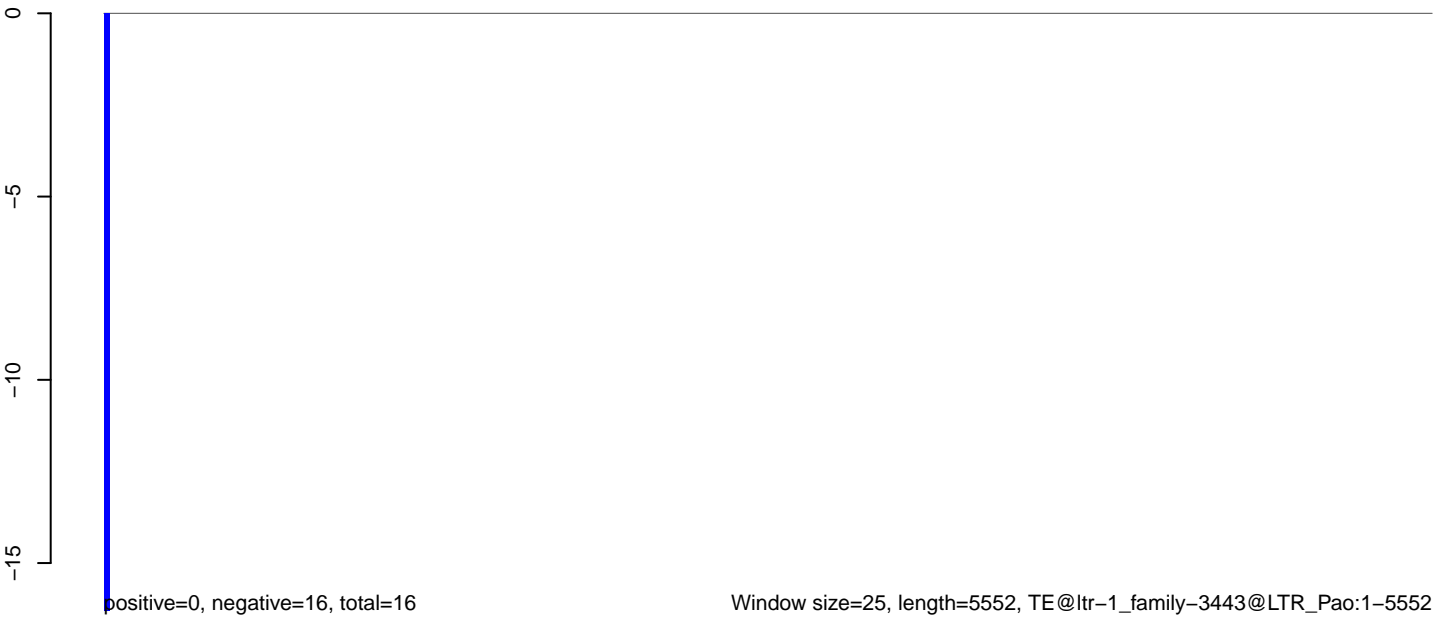 0
−5
−10
−15
positive=0, negative=16, total=16
Window size=25, length=5552, TE@ltr−1_family−3443@LTR_Pao:1−5552